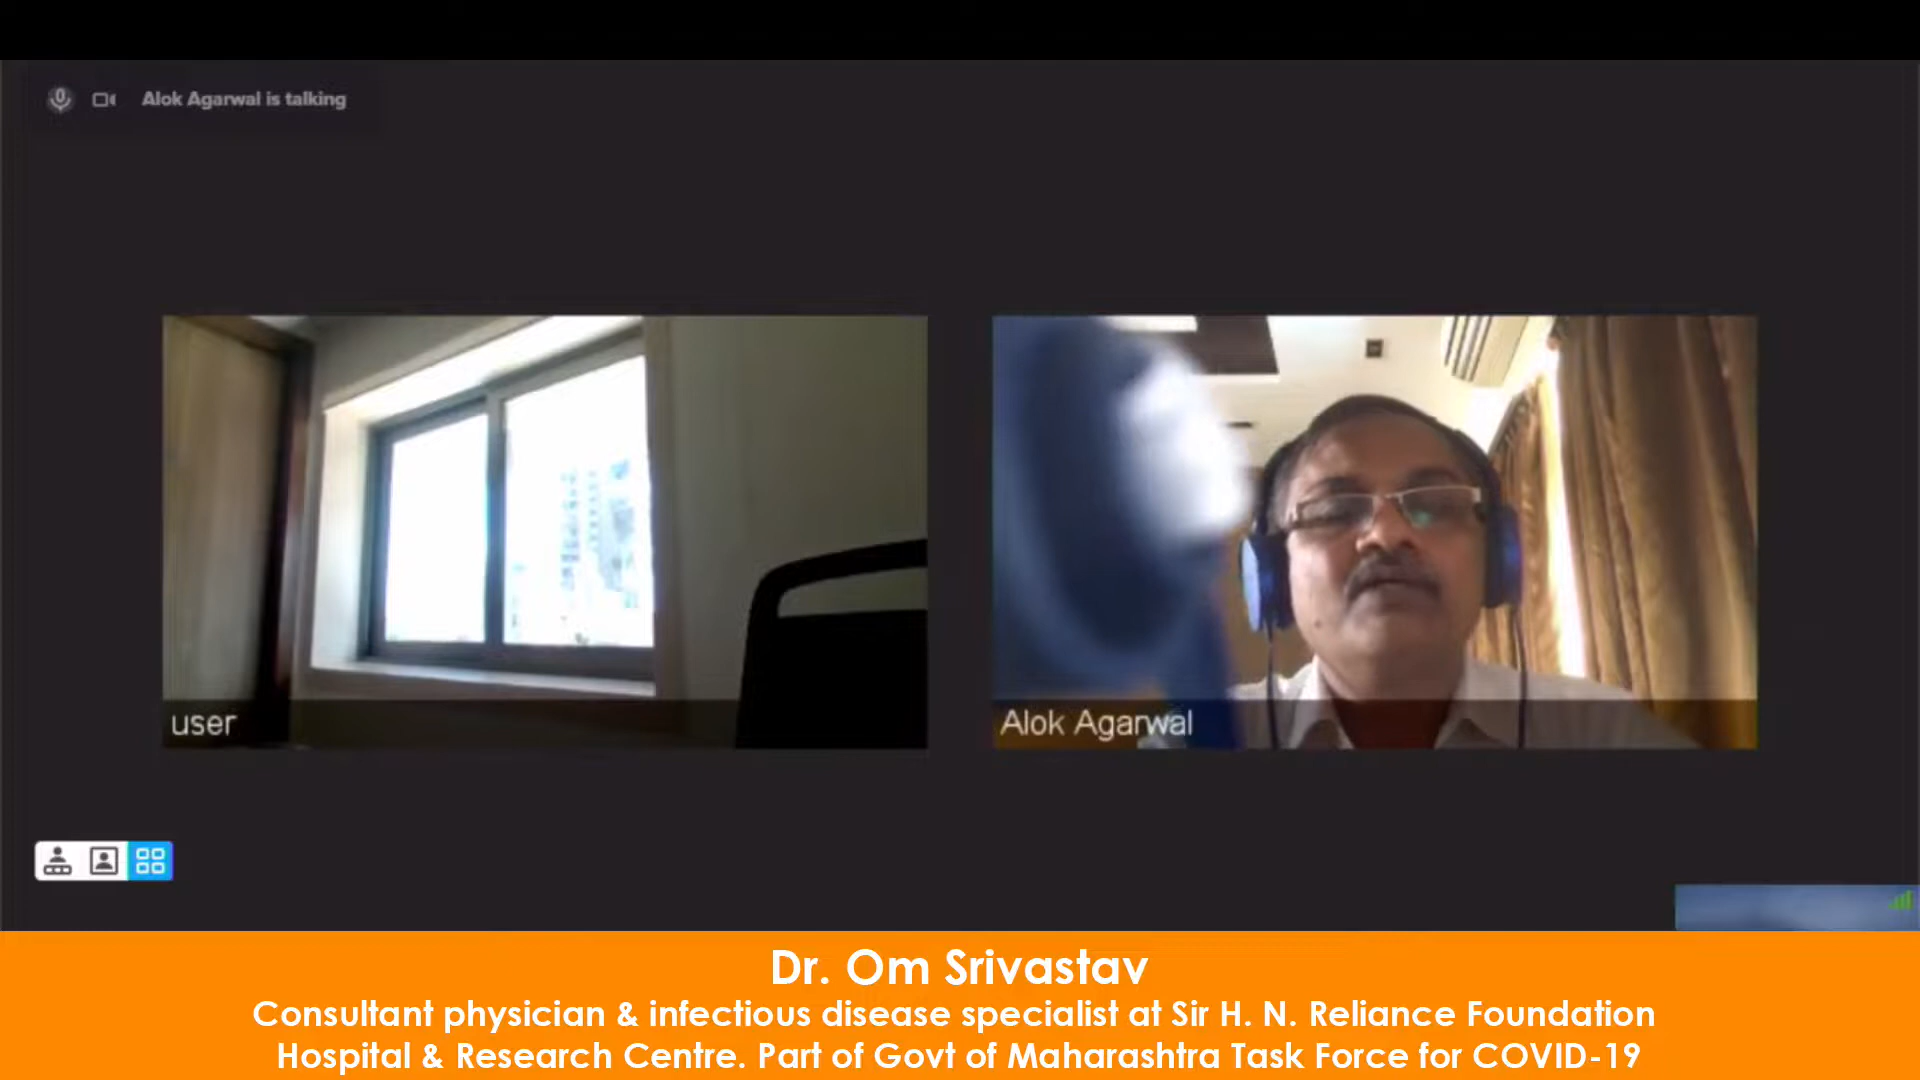 Alok Agarwal is talking
user
Alok Agarwal
Dr. Om Srivastav
Consultant physician & infectious disease specialist at Sir H. N. Reliance Foundation
Hospital & Research Centre. Part of Govt of Maharashtra Task Force for COVID-19